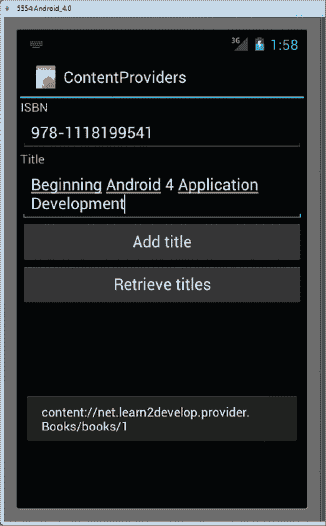 5554:Android_4.0
3G 1:58
ContentProviders
ISBN
978-1118199541
Title
Beginning Android 4 Application
Development
Add title
Retrieve titles
content://net.learn2develop.provider.
Books/books/1